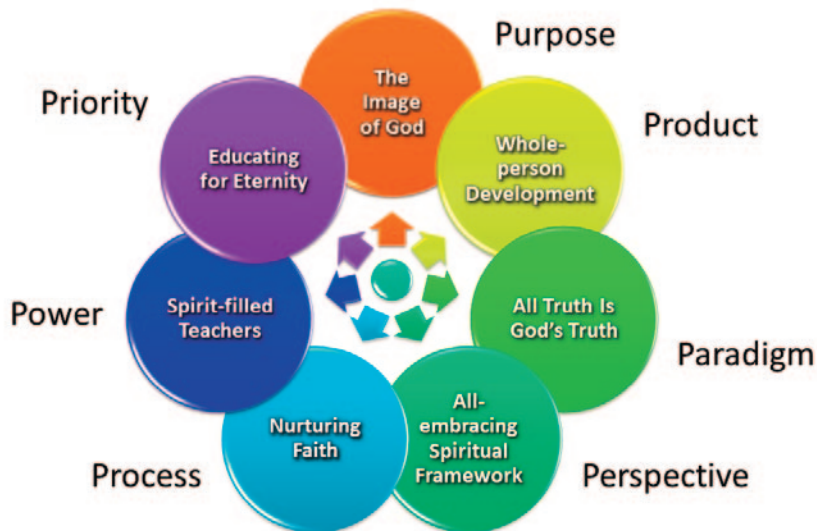 Purpose
The
Image
of God
Product
Whole-
person
Development
Paradigm
All Truth Is
God's Truth
Perspective
All-
embracing
Spiritual
Framework
Process
Nurturing
Faith
Power
Spirit-filled
Teachers
Priority
Educating
for Eternity